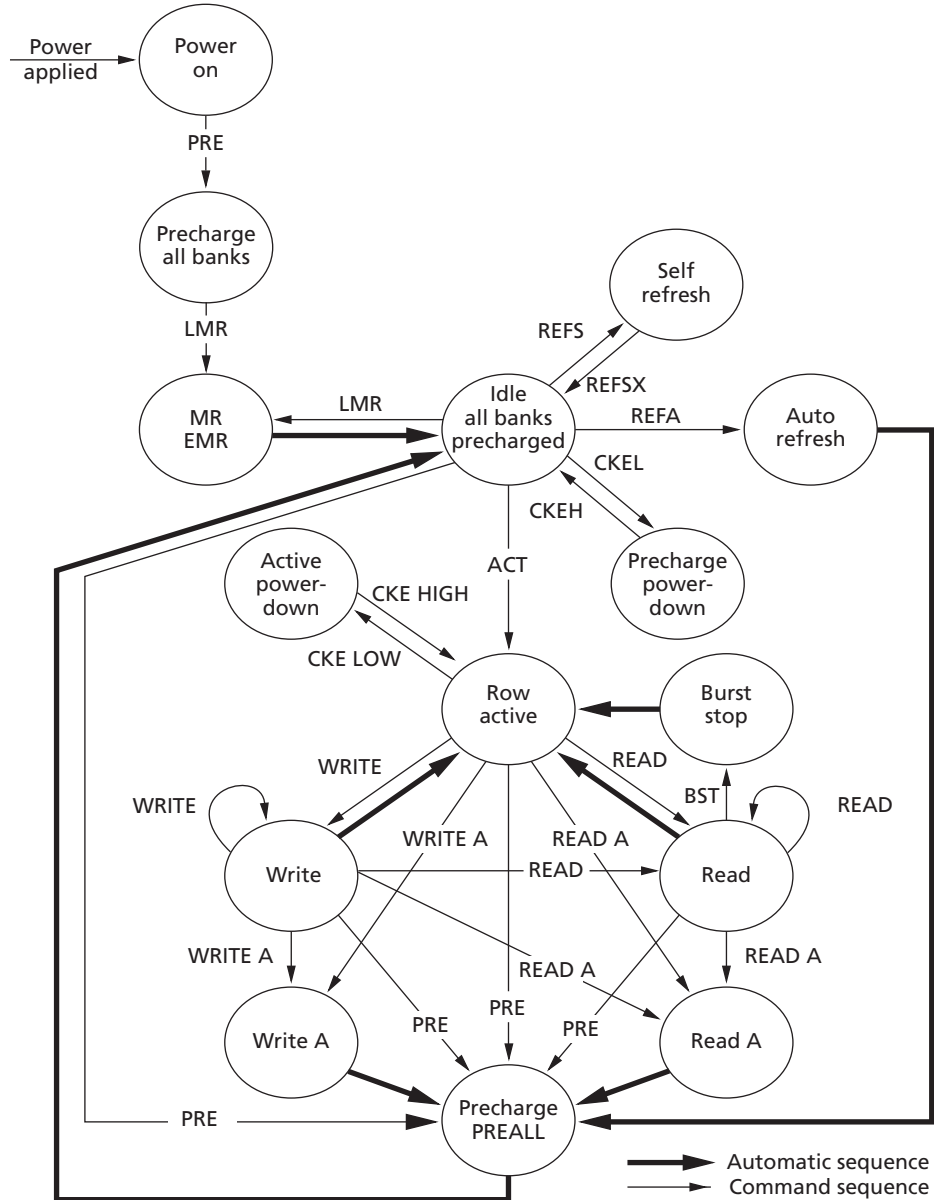 Power
applied
Power
on
PRE
Precharge
all banks
LMR
Self
refresh
REFS
REFSX
MR
EMR
LMR
Idle
all banks
precharged
REFA
Auto
refresh
CKEL
CKEH
Active
power-
down
CKE HIGH
CKE LOW
ACT
Precharge
power-
down
Row
active
Burst
stop
WRITE
READ
BST
WRITE
READ
WRITE A
READ A
Write
READ
Read
WRITE A
READ A
READ A
Write A
PRE
PRE
PRE
Read A
PRE
Precharge
PREALL
Automatic sequence
Command sequence